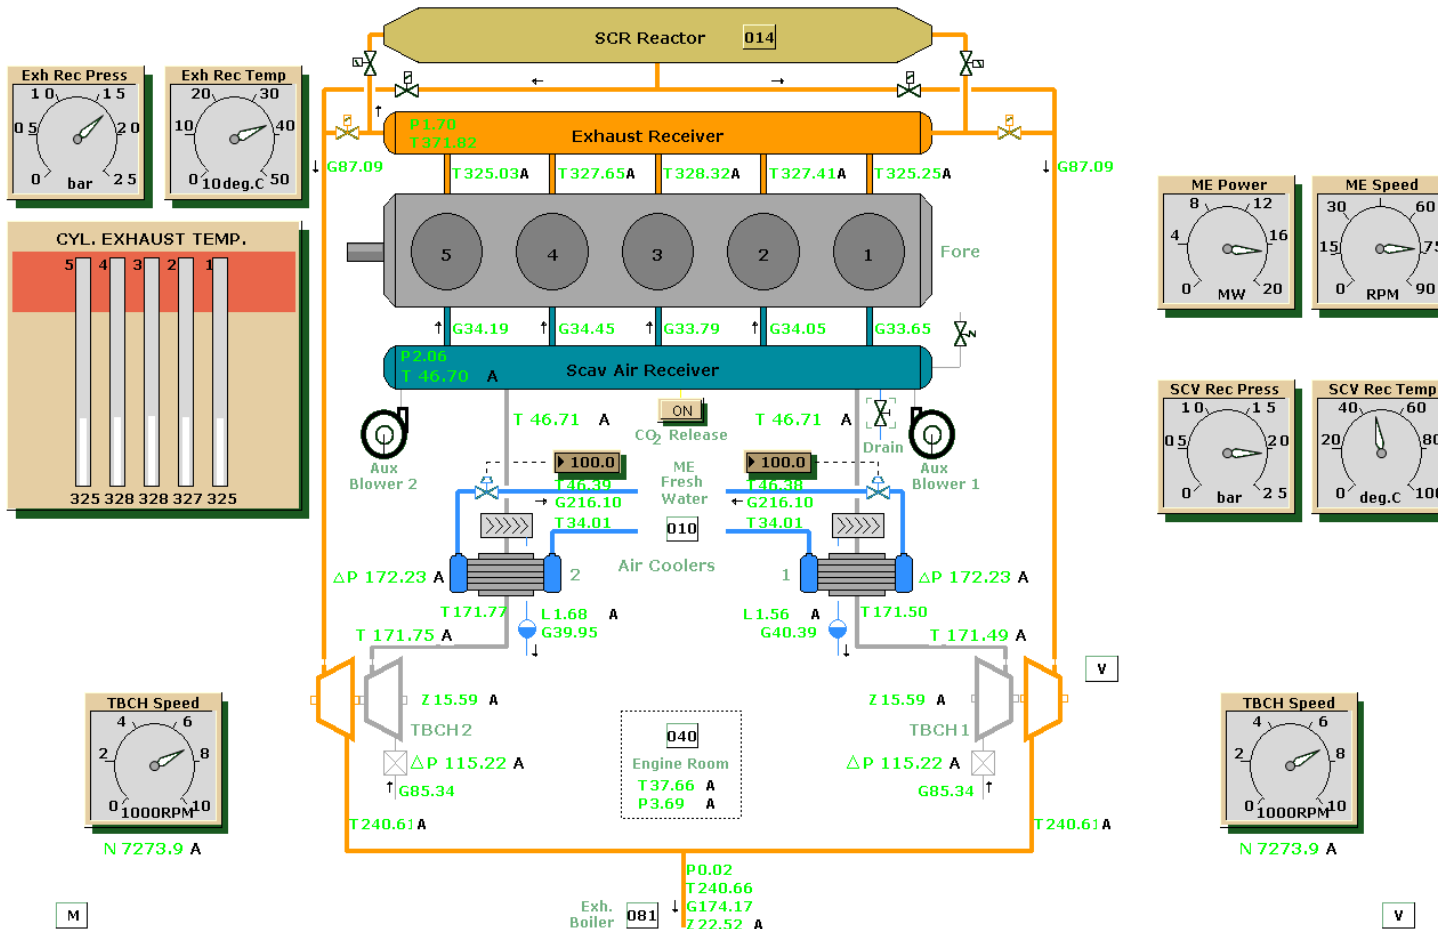 SCR Reactor 014
Exh Rec Press
10 15
05 20
0 25
bar
Exh Rec Temp
20 30
10 40
0 50
10deg.C
P1.70
T371.82
Exhaust Receiver
G87.09
G87.09
T325.03A
T327.65A
T328.32A
T327.41A
T325.25A
ME Power
8 12
4 16
0 20
MW
ME Speed
30 60
15 75
0 90
RPM
CYL. EXHAUST TEMP.
5 4 3 2 1
325 328 328 327 325
5 4 3 2 1
Fore
G34.19
G34.45
G33.79
G34.05
G33.65
N
P2.06
T 46.70 A
Scav Air Receiver
SCV Rec Press
10 15
05 20
0 25
bar
SCV Rec Temp
40 60
20 80
0 100
deg.C
T 46.71 A
ON
CO2 Release
T 46.71 A
Drain
Aux
Blower 2
Aux
Blower 1
100.0
100.0
ME
Fresh
Water
T46.39
G216.10
T34.01
T46.38
G216.10
T34.01
010
Air Coolers
△P 172.23 A
2
1
△P 172.23 A
T171.77
L1.68 A
G39.95
L1.56 A
G40.39
T171.50
T 171.75 A
T 171.49 A
V
Z15.59 A
TBCH2
Z15.59 A
TBCH1
△P 115.22 A
△P 115.22 A
G85.34
G85.34
040
Engine Room
T37.66 A
P3.69 A
TBCH Speed
4 6
2 8
0 10
1000RPM
N 7273.9 A
TBCH Speed
4 6
2 8
0 10
1000RPM
N 7273.9 A
T240.61A
T240.61A
P0.02
T240.66
G174.17
Z22.52 A
Exh.
Boiler
081
M
V